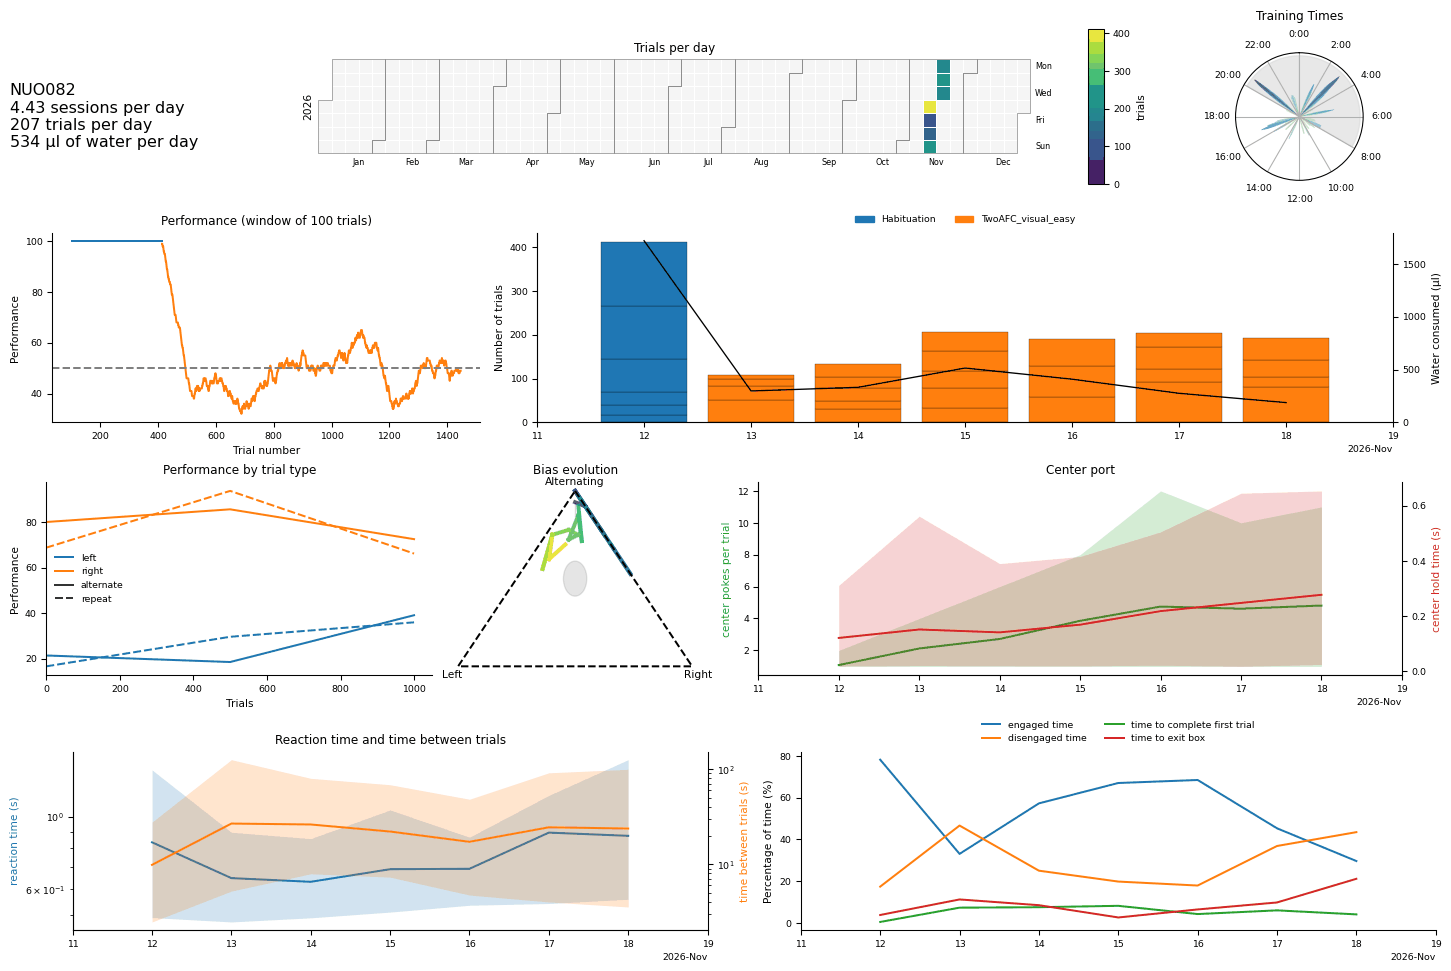 NUO082
4.43 sessions per day
207 trials per day
534 µl of water per day
Trials per day
2026
Mon
Wed
Fri
Sun
Jan Feb Mar Apr May Jun Jul Aug Sep Oct Nov Dec
400
300
200
100
0
trials
Training Times
0:00
2:00
4:00
6:00
8:00
10:00
12:00
14:00
16:00
18:00
20:00
22:00
Performance (window of 100 trials)
Performance
100
80
60
40
200 400 600 800 1000 1200 1400
Trial number
Habituation TwoAFC_visual_easy
Number of trials
400
300
200
100
0
11 12 13 14 15 16 17 18 19
2026-Nov
1500
1000
500
0
Water consumed (µl)
Performance by trial type
Performance
80
60
40
20
left
right
alternate
repeat
0 200 400 600 800 1000
Trials
Bias evolution
Alternating
Left Right
Center port
center pokes per trial
12
10
8
6
4
2
11 12 13 14 15 16 17 18 19
2026-Nov
0.6
0.4
0.2
0.0
center hold time (s)
Reaction time and time between trials
reaction time (s)
10⁰
6 × 10⁻¹
11 12 13 14 15 16 17 18 19
2026-Nov
10²
10¹
time between trials (s)
engaged time
disengaged time
time to complete first trial
time to exit box
Percentage of time (%)
80
60
40
20
0
11 12 13 14 15 16 17 18 19
2026-Nov